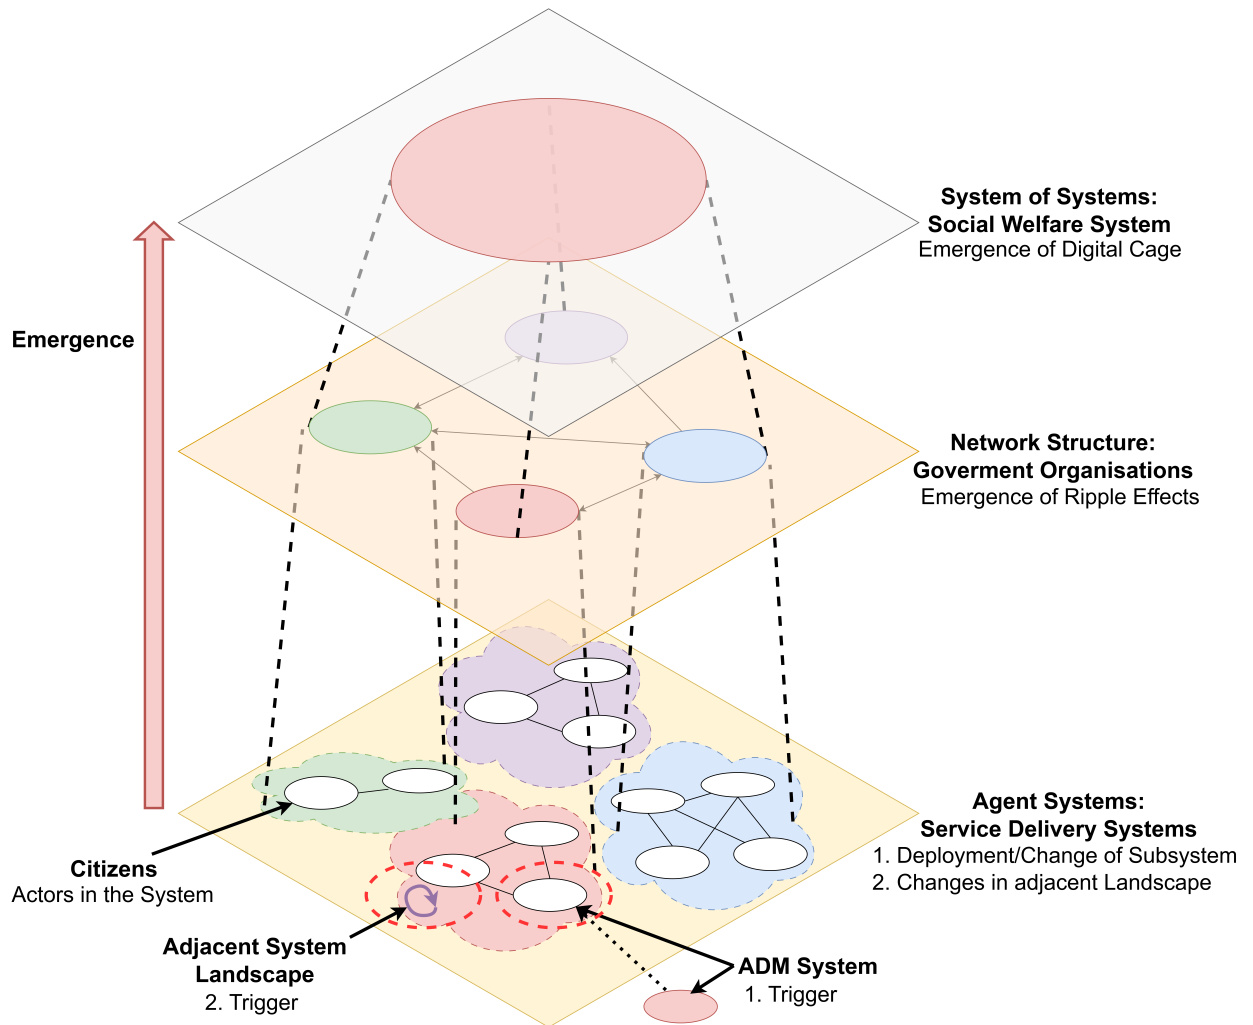 System of Systems:
Social Welfare System
Emergence of Digital Cage
Emergence
Network Structure:
Goverment Organisations
Emergence of Ripple Effects
Agent Systems:
Service Delivery Systems
1. Deployment/Change of Subsystem
2. Changes in adjacent Landscape
Citizens
Actors in the System
Adjacent System
Landscape
2. Trigger
ADM System
1. Trigger